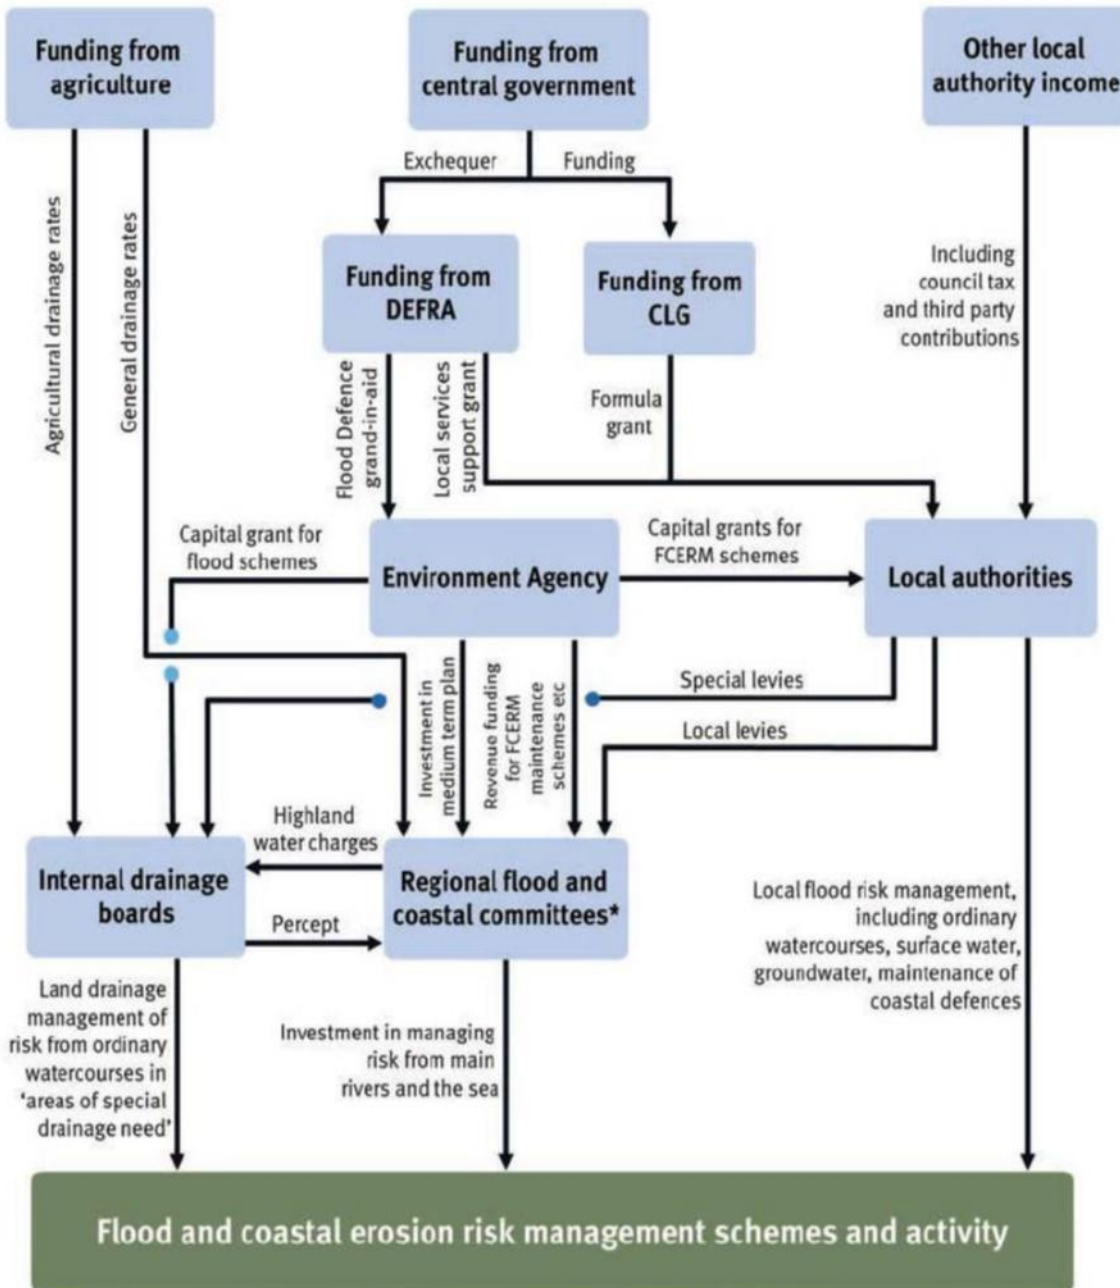 Funding from
agriculture
Funding from
central government
Other local
authority income
Exchequer
Funding
Agricultural drainage rates
General drainage rates
Funding from
DEFRA
Funding from
CLG
Including
council tax
and third party
contributions
Flood Defence
grand-in-aid
Local services
support grant
Formula
grant
Capital grant for
flood schemes
Environment Agency
Capital grants for
FCERM schemes
Local authorities
Investment in
medium term plan
Revenue funding
for FCERM
maintenance
schemes etc
Special levies
Local levies
Highland
water charges
Internal drainage
boards
Regional flood and
coastal committees*
Percept
Land drainage
management of
risk from ordinary
watercourses in
'areas of special
drainage need'
Investment in managing
risk from main
rivers and the sea
Local flood risk management,
including ordinary
watercourses, surface water,
groundwater, maintenance of
coastal defences
Flood and coastal erosion risk management schemes and activity